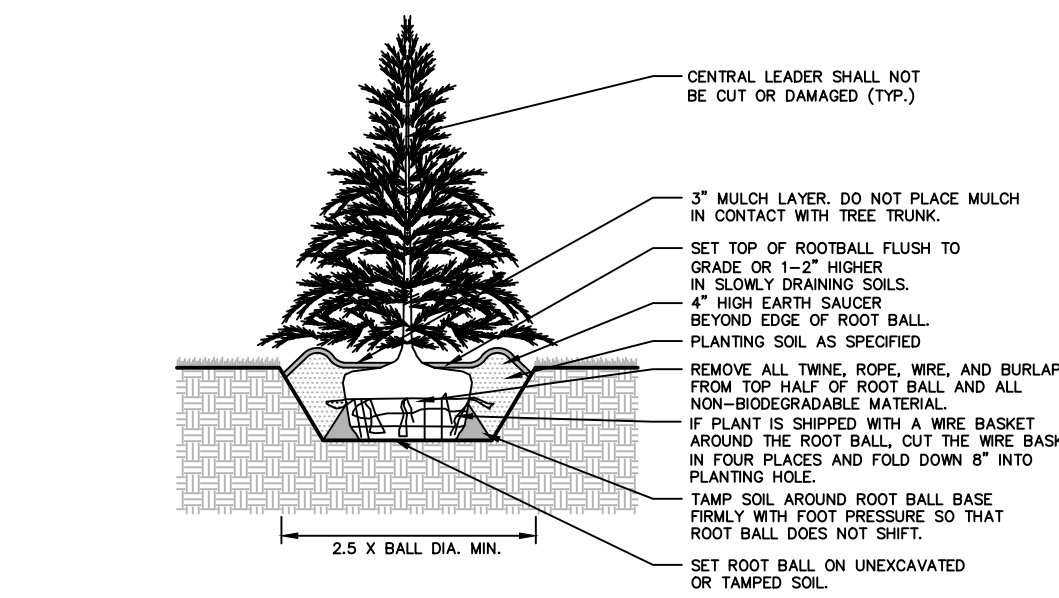 CENTRAL LEADER SHALL NOT
BE CUT OR DAMAGED (TYP.)
3" MULCH LAYER. DO NOT PLACE MULCH
IN CONTACT WITH TREE TRUNK.
SET TOP OF ROOTBALL FLUSH TO
GRADE OR 1-2" HIGHER
IN SLOWLY DRAINING SOILS.
4" HIGH EARTH SAUCER
BEYOND EDGE OF ROOT BALL.
PLANTING SOIL AS SPECIFIED
REMOVE ALL TWINE, ROPE, WIRE, AND BURLAP
FROM TOP HALF OF ROOT BALL AND ALL
NON-BIODEGRADABLE MATERIAL.
IF PLANT IS SHIPPED WITH A WIRE BASKET
AROUND THE ROOT BALL, CUT THE WIRE BASK
IN FOUR PLACES AND FOLD DOWN 8" INTO
PLANTING HOLE.
TAMP SOIL AROUND ROOT BALL BASE
FIRMLY WITH FOOT PRESSURE SO THAT
ROOT BALL DOES NOT SHIFT.
2.5 X BALL DIA. MIN.
SET ROOT BALL ON UNEXCAVATED
OR TAMPED SOIL.